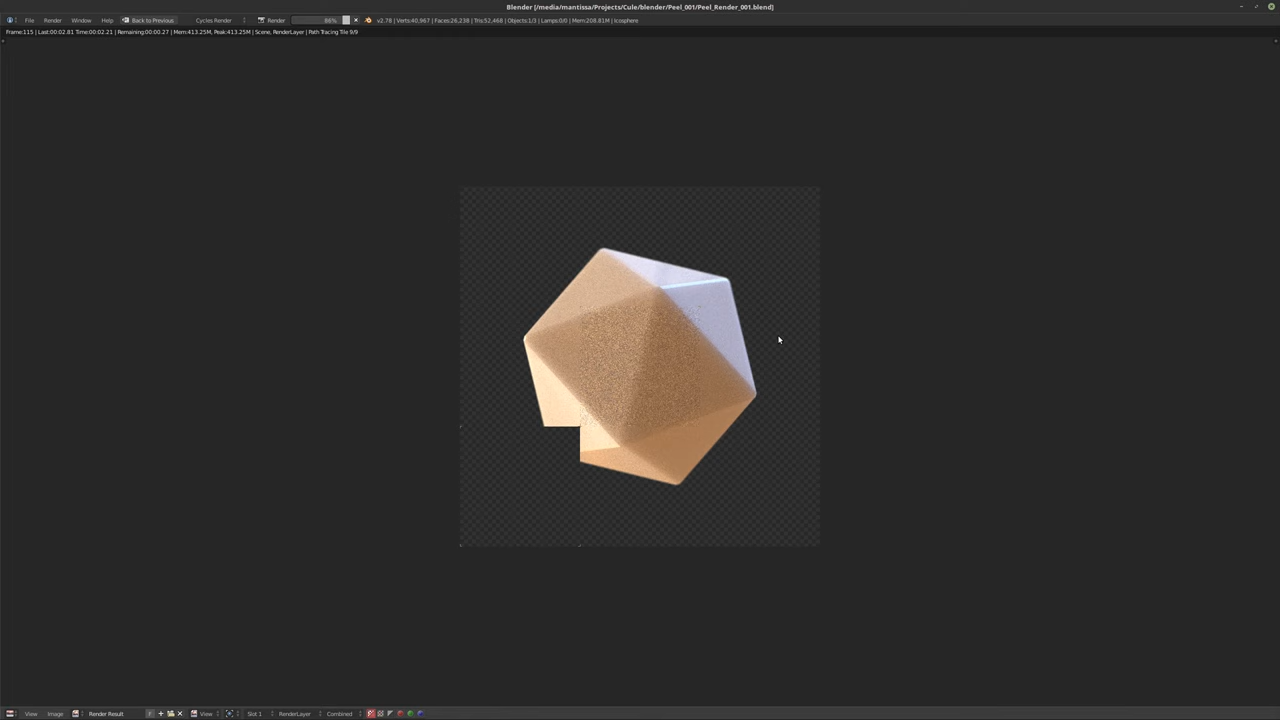 Blender [/media/mantissa/Projects/Cule/blender/Peel_001/Peel_Render_001.blend]
File Render Window Help Back to Previous Cycles Render Render 86% v2.78 | Verts:40,967 | Faces:26,238 | Tris:52,468 | Objects:1/3 | Lamps:0/0 | Mem:208.81M | Icosphere
Frame:115 | Last:00:02.81 Time:00:02.21 | Remaining:00:00.27 | Mem:413.25M, Peak:413.25M | Scene, RenderLayer | Path Tracing Tile 9/9
View Image Render Result F View Slot 1 RenderLayer Combined